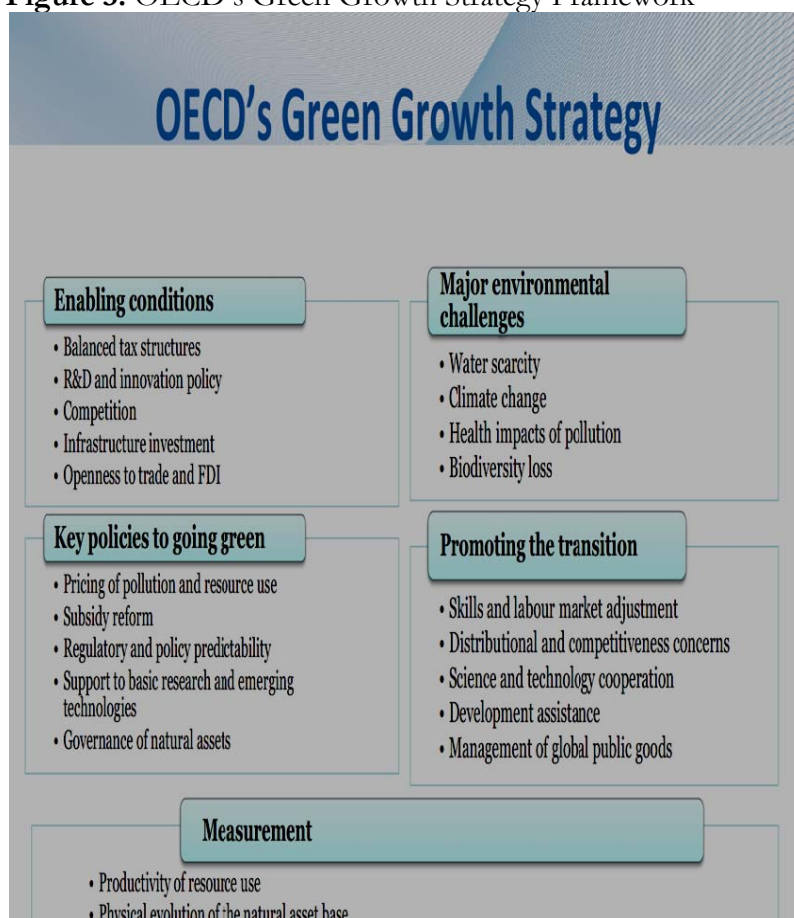 Figure 3: OECD's Green Growth Strategy Framework
OECD's Green Growth Strategy
Enabling conditions
• Balanced tax structures
• R&D and innovation policy
• Competition
• Infrastructure investment
• Openness to trade and FDI
Major environmental
challenges
• Water scarcity
• Climate change
• Health impacts of pollution
• Biodiversity loss
Key policies to going green
• Pricing of pollution and resource use
• Subsidy reform
• Regulatory and policy predictability
• Support to basic research and emerging
technologies
• Governance of natural assets
Promoting the transition
• Skills and labour market adjustment
• Distributional and competitiveness concerns
• Science and technology cooperation
• Development assistance
• Management of global public goods
Measurement
• Productivity of resource use
• Physical evolution of the natural asset base